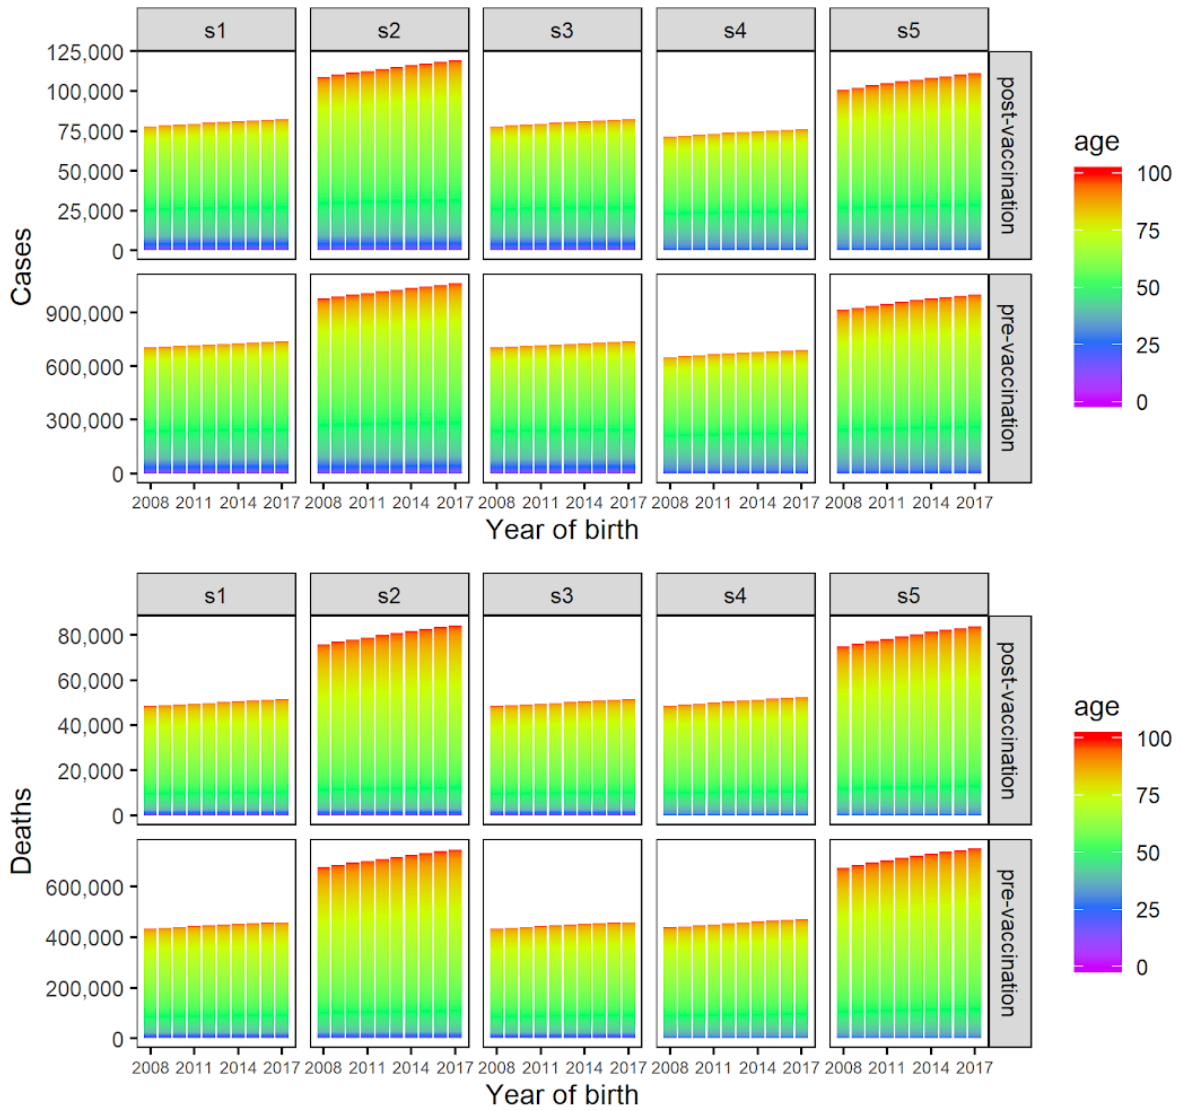 s1 s2 s3 s4 s5
125,000
100,000
75,000
50,000
25,000
0
post-vaccination
900,000
600,000
300,000
0
pre-vaccination
Cases
2008 2011 2014 2017 2008 2011 2014 2017 2008 2011 2014 2017 2008 2011 2014 2017 2008 2011 2014 2017
Year of birth
age
100
75
50
25
0
s1 s2 s3 s4 s5
80,000
60,000
40,000
20,000
0
post-vaccination
600,000
400,000
200,000
0
pre-vaccination
Deaths
2008 2011 2014 2017 2008 2011 2014 2017 2008 2011 2014 2017 2008 2011 2014 2017 2008 2011 2014 2017
Year of birth
age
100
75
50
25
0